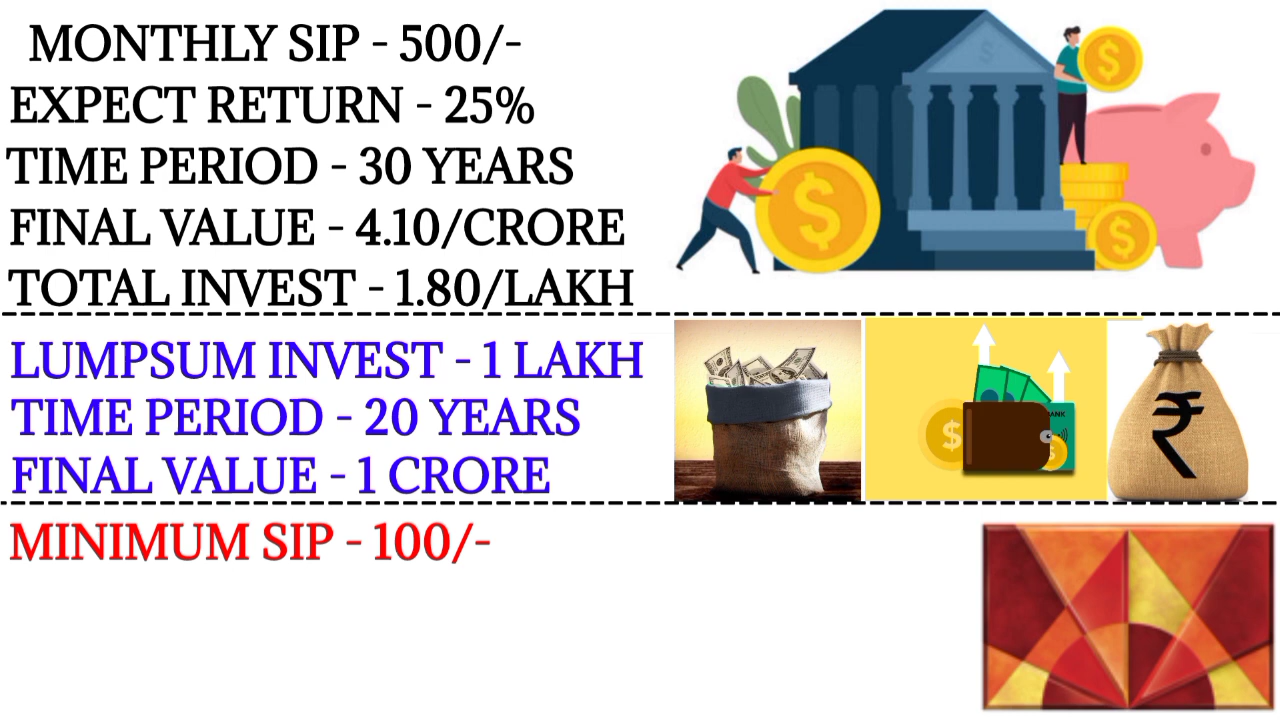 MONTHLY SIP - 500/-
EXPECT RETURN - 25%
TIME PERIOD - 30 YEARS
FINAL VALUE - 4.10/CRORE
TOTAL INVEST - 1.80/LAKH
LUMPSUM INVEST - 1 LAKH
TIME PERIOD - 20 YEARS
FINAL VALUE - 1 CRORE
MINIMUM SIP - 100/-